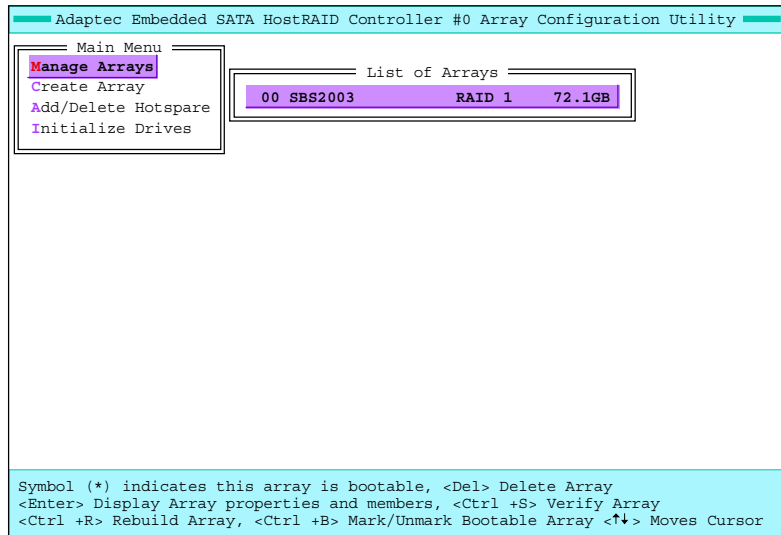 Adaptec Embedded SATA HostRAID Controller #0 Array Configuration Utility
Main Menu
Manage Arrays
Create Array
Add/Delete Hotspare
Initialize Drives
List of Arrays
00 SBS2003 RAID 1 72.1GB
Symbol (*) indicates this array is bootable, <Del> Delete Array
<Enter> Display Array properties and members, <Ctrl +S> Verify Array
<Ctrl +R> Rebuild Array, <Ctrl +B> Mark/Unmark Bootable Array <↑↓> Moves Cursor